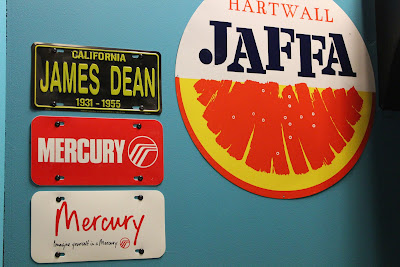 CALIFORNIA
JAMES DEAN
1931 - 1955
MERCURY
Mercury
Imagine yourself in a Mercury
HARTWALL
JAFFA